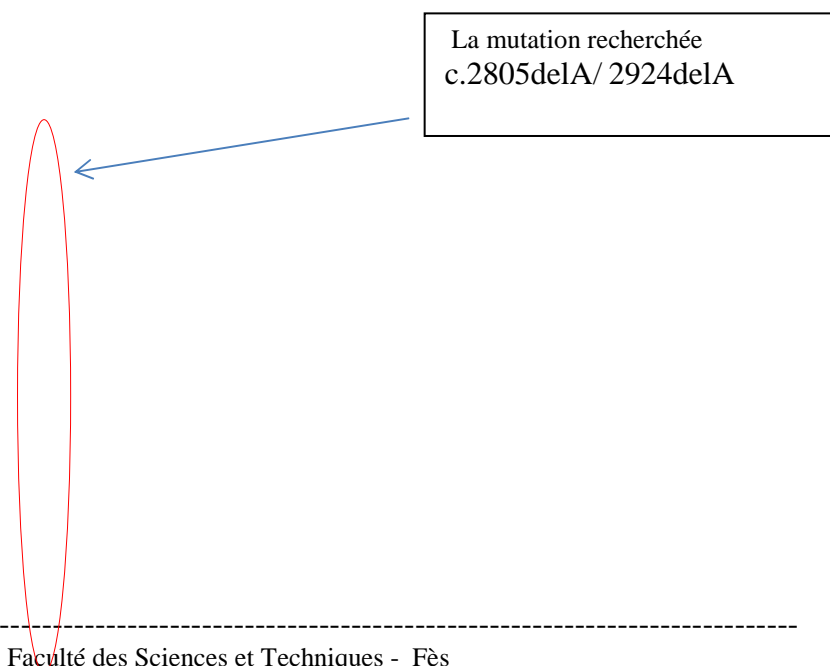 La mutation recherchée
c.2805delA/ 2924delA
Faculté des Sciences et Techniques - Fès